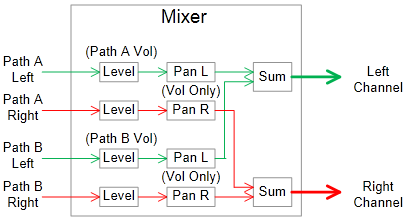 Mixer
Path A
Left
(Path A Vol)
Level
Pan L
Sum
Left
Channel
Path A
Right
Level
(Vol Only)
Pan R
Path B
Left
(Path B Vol)
Level
Pan L
Path B
Right
Level
(Vol Only)
Pan R
Sum
Right
Channel